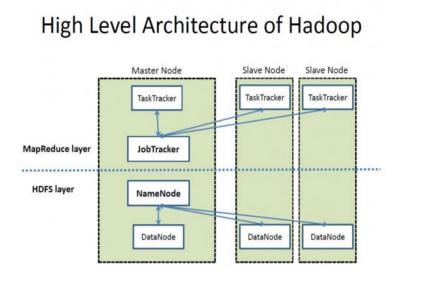 High Level Architecture of Hadoop
Master Node
Slave Node
Slave Node
TaskTracker
TaskTracker
TaskTracker
MapReduce layer
JobTracker
HDFS layer
NameNode
DataNode
DataNode
DataNode